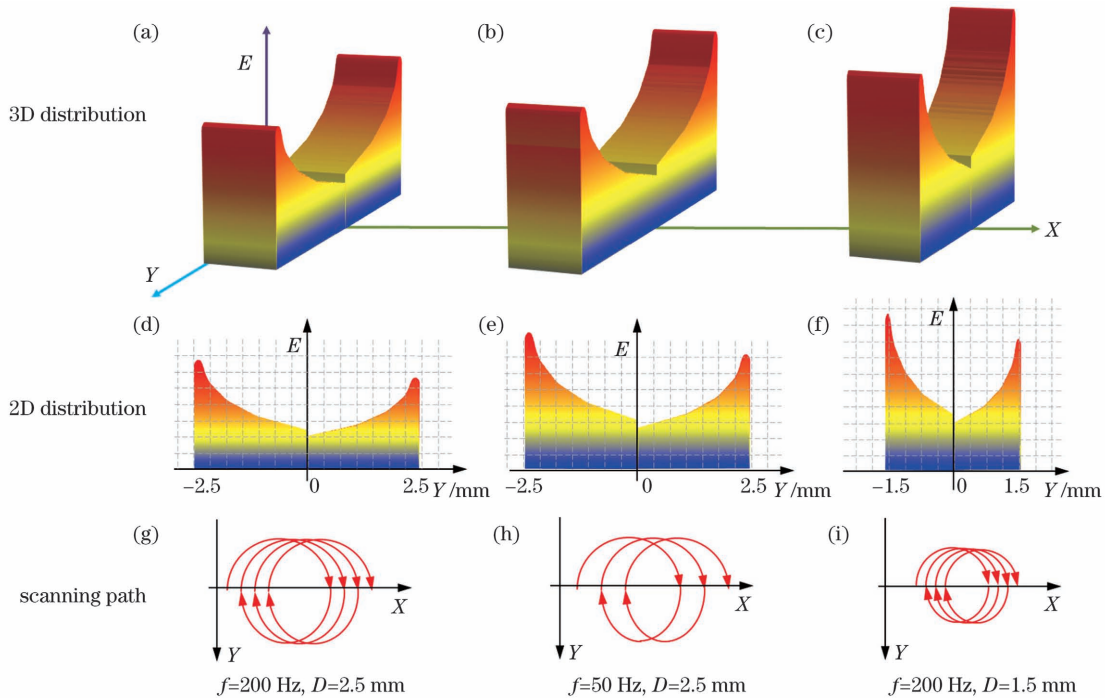 (a)
(b)
(c)
E
3D distribution
X
Y
(d)
(e)
(f)
E
E
E
2D distribution
−2.5
0
2.5
Y/mm
−2.5
0
2.5
Y/mm
−1.5
0
1.5
Y/mm
(g)
(h)
(i)
scanning path
X
X
X
Y
Y
Y
f=200 Hz, D=2.5 mm
f=50 Hz, D=2.5 mm
f=200 Hz, D=1.5 mm